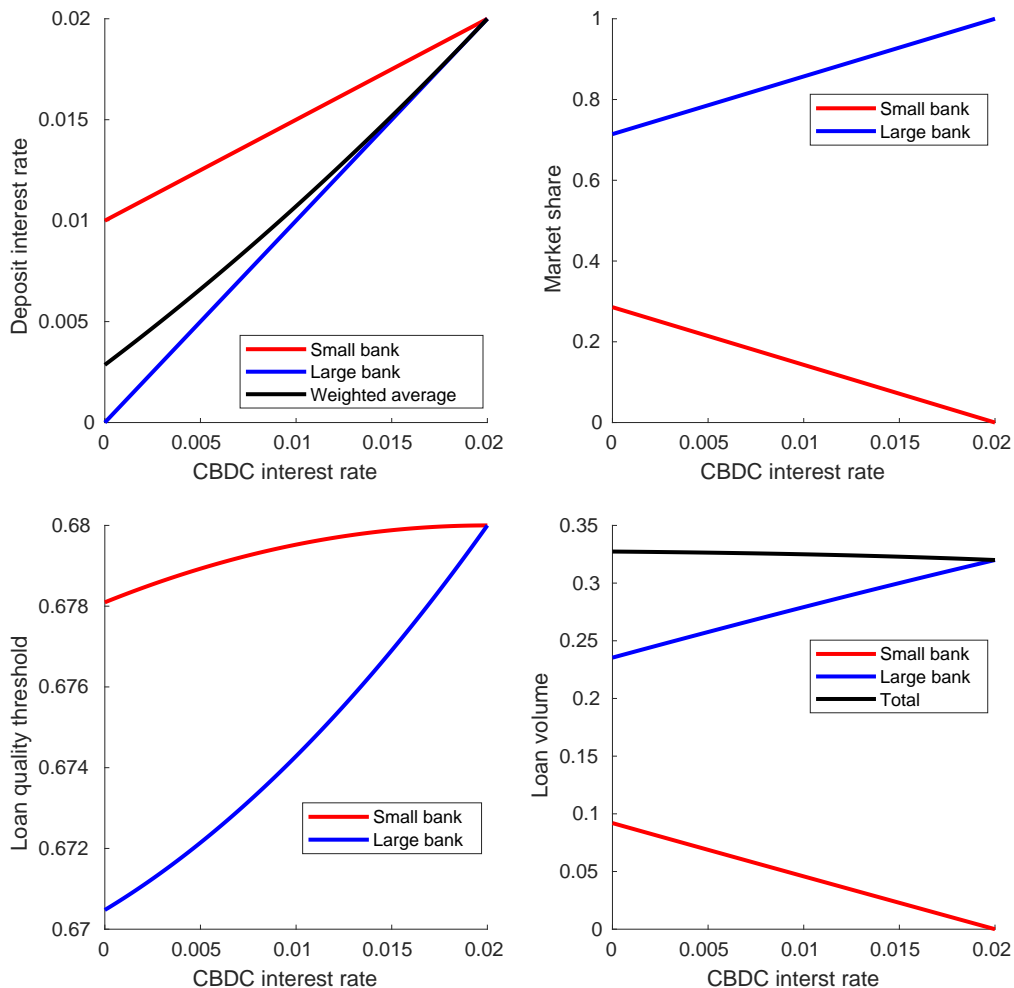 0.02
0.015
0.01
0.005
0
Deposit interest rate
0 0.005 0.01 0.015 0.02
CBDC interest rate
Small bank
Large bank
Weighted average
1
0.8
0.6
0.4
0.2
0
Market share
0 0.005 0.01 0.015 0.02
CBDC interest rate
Small bank
Large bank
0.68
0.678
0.676
0.674
0.672
0.67
Loan quality threshold
0 0.005 0.01 0.015 0.02
CBDC interest rate
Small bank
Large bank
0.35
0.3
0.25
0.2
0.15
0.1
0.05
0
Loan volume
0 0.005 0.01 0.015 0.02
CBDC interst rate
Small bank
Large bank
Total